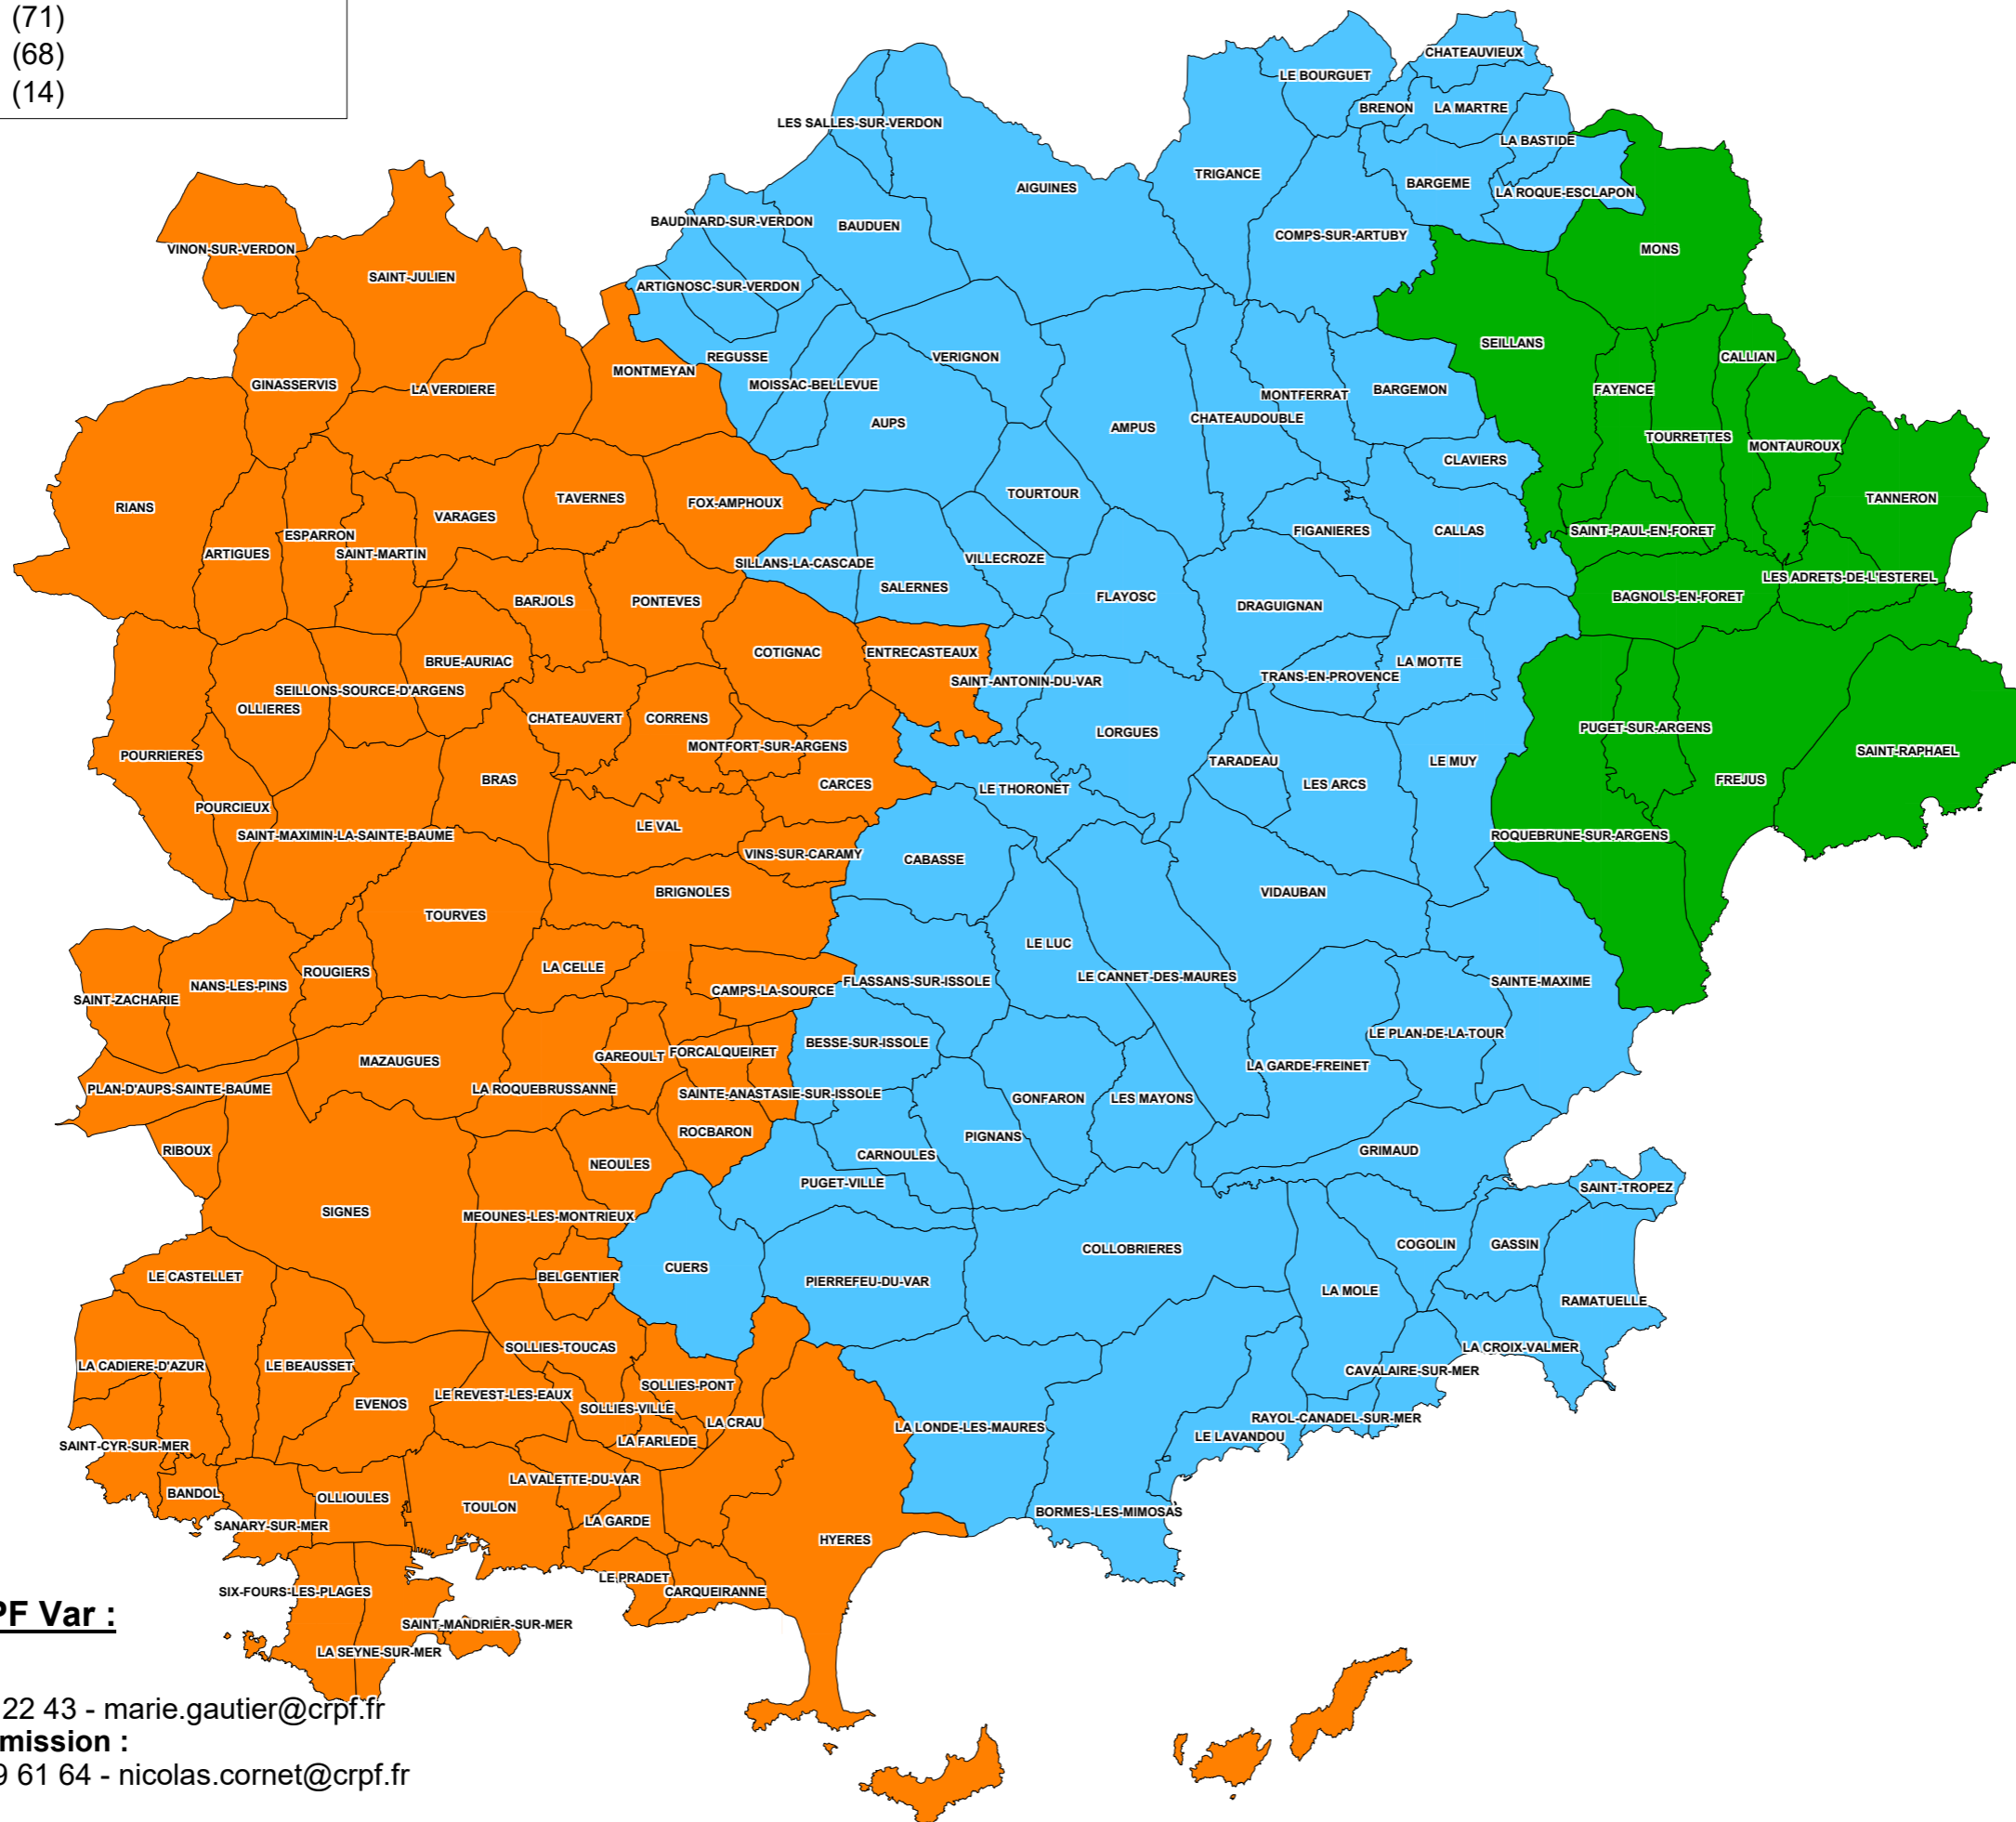 (71)
(68)
(14)
CHATEAUVIEUX
LE BOURGUET
BRENON
LA MARTRE
LES SALLES-SUR-VERDON
LA BASTIDE
TRIGANCE
AIGUINES
BARGEME
LA ROQUE-ESCLAPON
BAUDINARD-SUR-VERDON
BAUDUEN
COMPS-SUR-ARTUBY
VINON-SUR-VERDON
MONS
SAINT-JULIEN
ARTIGNOSC-SUR-VERDON
SEILLANS
REGUSSE
VERIGNON
CALLIAN
MONTMEYAN
GINASSERVIS
MOISSAC-BELLEVUE
LA VERDIERE
BARGEMON
FAYENCE
MONTFERRAT
CHATEAUDOUBLE
AUPS
AMPUS
TOURRETTES
MONTAUROUX
CLAVIERS
TOURTOUR
TAVERNES
FOX-AMPHOUX
TANNERON
RIANS
VARAGES
FIGANIERES
CALLAS
SAINT-PAUL-EN-FORET
ESPARRON
ARTIGUES
SAINT-MARTIN
SILLANS-LA-CASCADE
VILLECROZE
LES ADRETS-DE-L'ESTEREL
SALERNES
FLAYOSC
BAGNOLS-EN-FORET
BARJOLS
PONTEVES
DRAGUIGNAN
COTIGNAC
ENTRECASTEAUX
BRUE-AURIAC
LA MOTTE
TRANS-EN-PROVENCE
SAINT-ANTONIN-DU-VAR
SEILLONS-SOURCE-D'ARGENS
OLLIERES
CHATEAUVERT
CORRENS
PUGET-SUR-ARGENS
LORGUES
MONTFORT-SUR-ARGENS
SAINT-RAPHAEL
POURRIERES
TARADEAU
LE MUY
BRAS
FREJUS
CARCES
LES ARCS
LE THORONET
POURCIEUX
LE VAL
SAINT-MAXIMIN-LA-SAINTE-BAUME
ROQUEBRUNE-SUR-ARGENS
VINS-SUR-CARAMY
CABASSE
BRIGNOLES
VIDAUBAN
TOURVES
LE LUC
LA CELLE
ROUGIERS
LE CANNET-DES-MAURES
FLASSANS-SUR-ISSOLE
SAINTE-MAXIME
NANS-LES-PINS
CAMPS-LA-SOURCE
SAINT-ZACHARIE
LE PLAN-DE-LA-TOUR
BESSE-SUR-ISSOLE
FORCALQUEIRET
GAREOULT
MAZAUGUES
LA GARDE-FREINET
PLAN-D'AUPS-SAINTE-BAUME
LA ROQUEBRUSSANNE
SAINTE-ANASTASIE-SUR-ISSOLE
GONFARON
LES MAYONS
ROCBARON
PIGNANS
RIBOUX
GRIMAUD
CARNOULES
NEOULES
PUGET-VILLE
SAINT-TROPEZ
SIGNES
MEOUNES-LES-MONTRIEUX
COGOLIN
GASSIN
COLLOBRIERES
CUERS
LE CASTELLET
BELGENTIER
PIERREFEU-DU-VAR
LA MOLE
RAMATUELLE
SOLLIES-TOUCAS
LA CROIX-VALMER
LA CADIERE-D'AZUR
LE BEAUSSET
CAVALAIRE-SUR-MER
SOLLIES-PONT
LE REVEST-LES-EAUX
EVENOS
SOLLIES-VILLE
RAYOL-CANADEL-SUR-MER
LA CRAU
LA LONDE-LES-MAURES
LE LAVANDOU
LA FARLEDE
SAINT-CYR-SUR-MER
LA VALETTE-DU-VAR
BANDOL
OLLIOULES
TOULON
BORMES-LES-MIMOSAS
LA GARDE
SANARY-SUR-MER
HYERES
LE PRADET
SIX-FOURS-LES-PLAGES
CARQUEIRANNE
PF Var :
SAINT-MANDRIER-SUR-MER
LA SEYNE-SUR-MER
22 43 - marie.gautier@crpf.fr
mission :
9 61 64 - nicolas.cornet@crpf.fr